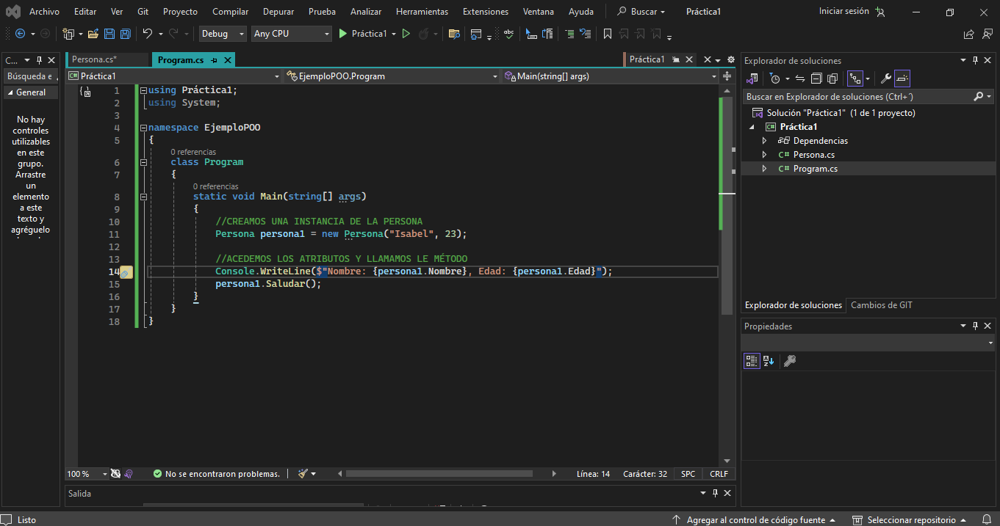 Archivo Editar Ver Git Proyecto Compilar Depurar Prueba Analizar Herramientas Extensiones Ventana Ayuda Buscar Práctica1 Iniciar sesión
Debug Any CPU Práctica1
C...
Búsqueda e
General
No hay
controles
utilizables
en este
grupo.
Arrastre
un
elemento
a este
texto y
agréguelo
Persona.cs* Program.cs Práctica1
Práctica1 EjemploPOO.Program Main(string[] args)
1 using Práctica1;
2 using System;
3
4 namespace EjemploPOO
5 {
0 referencias
6 class Program
7 {
0 referencias
8 static void Main(string[] args)
9 {
10 //CREAMOS UNA INSTANCIA DE LA PERSONA
11 Persona persona1 = new Persona("Isabel", 23);
12
13 //ACEDEMOS LOS ATRIBUTOS Y LLAMAMOS LE MÉTODO
14 Console.WriteLine($"Nombre: {persona1.Nombre}, Edad: {persona1.Edad}");
15 persona1.Saludar();
16 }
17 }
18 }
100 % No se encontraron problemas. Línea: 14 Carácter: 32 SPC CRLF
Salida
Explorador de soluciones
Buscar en Explorador de soluciones (Ctrl+´)
Solución "Práctica1" (1 de 1 proyecto)
C# Práctica1
Dependencias
C# Persona.cs
C# Program.cs
Explorador de soluciones Cambios de GIT
Propiedades
Listo Agregar al control de código fuente Seleccionar repositorio